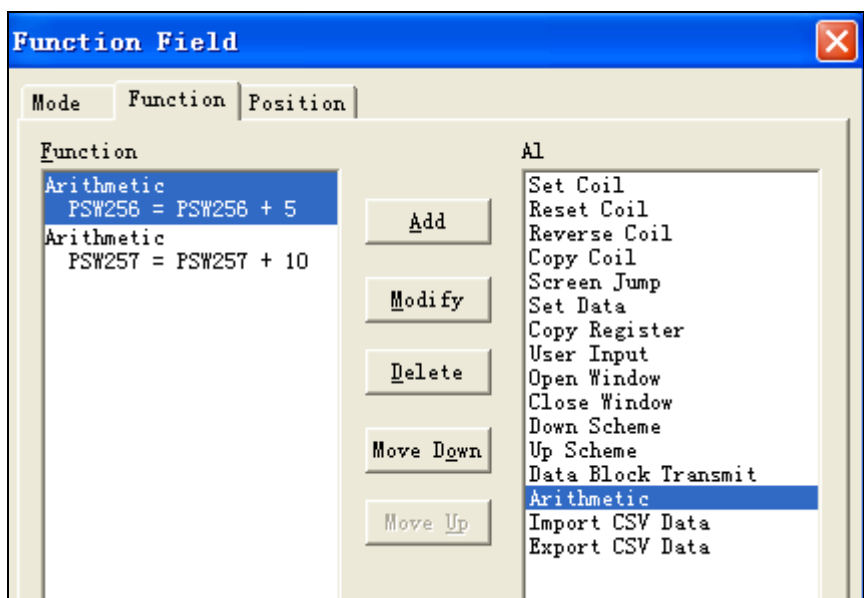 Function Field
Mode
Function
Position
Function
Al
Arithmetic
PSW256 = PSW256 + 5
Arithmetic
PSW257 = PSW257 + 10
Add
Modify
Delete
Move Down
Move Up
Set Coil
Reset Coil
Reverse Coil
Copy Coil
Screen Jump
Set Data
Copy Register
User Input
Open Window
Close Window
Down Scheme
Up Scheme
Data Block Transmit
Arithmetic
Import CSV Data
Export CSV Data